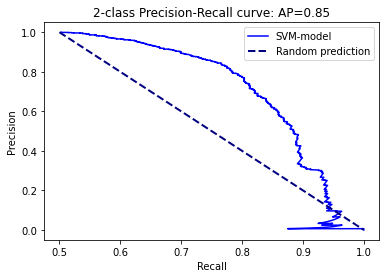 2-class Precision-Recall curve: AP=0.85
SVM-model
Random prediction
Precision
1.0
0.8
0.6
0.4
0.2
0.0
0.5 0.6 0.7 0.8 0.9 1.0
Recall